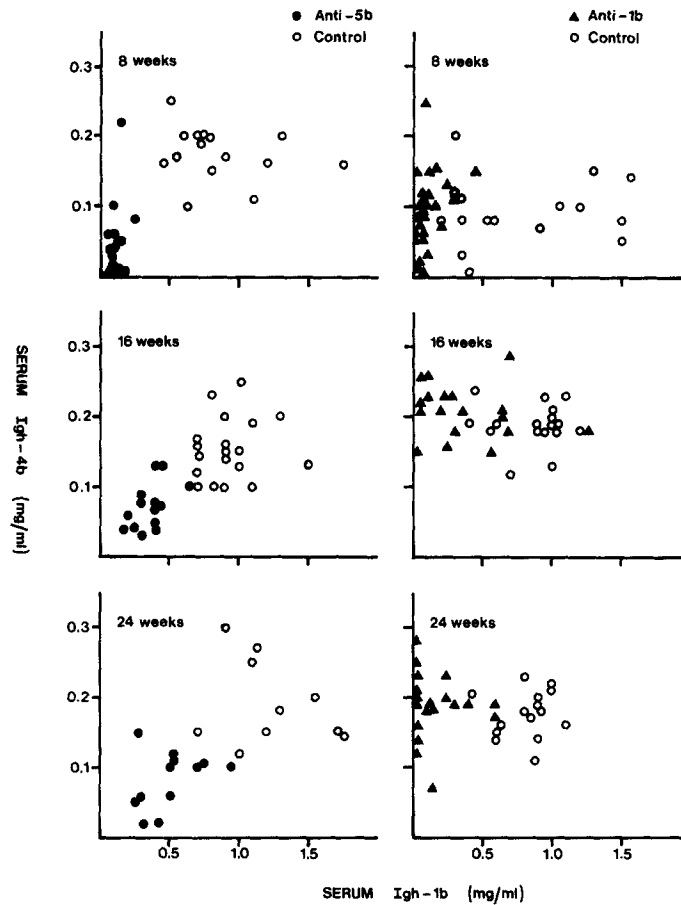 ● Anti-5b
○ Control
▲ Anti-1b
○ Control
8 weeks
0.3
0.2
0.1
8 weeks
16 weeks
0.3
0.2
0.1
16 weeks
24 weeks
0.3
0.2
0.1
24 weeks
0.5 1.0 1.5
0.5 1.0 1.5
SERUM Igh-4b (mg/ml)
SERUM Igh-1b (mg/ml)